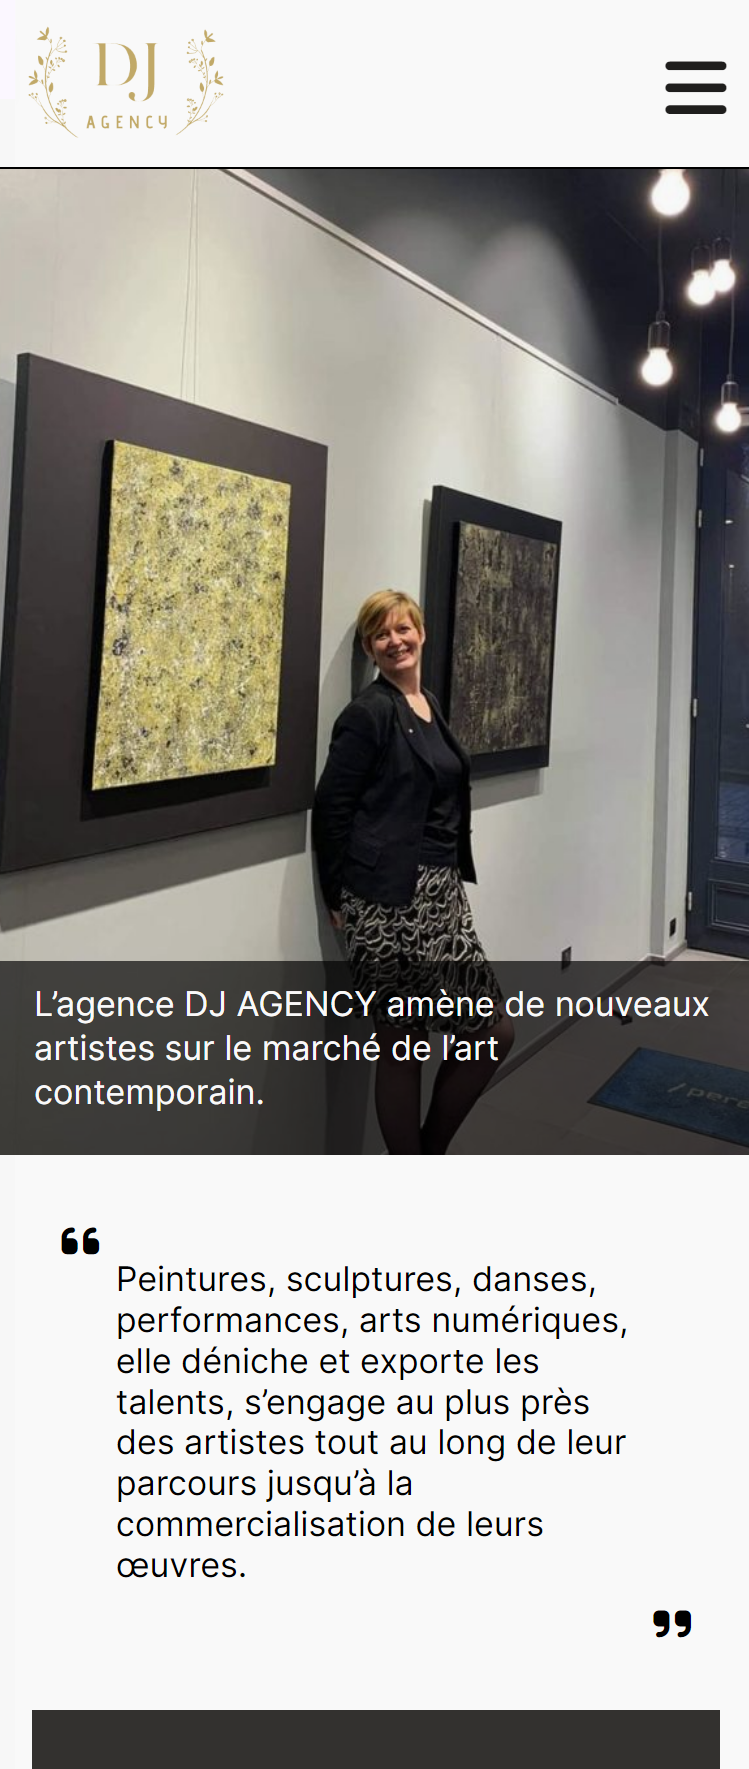 DJ
AGENCY
L’agence DJ AGENCY amène de nouveaux
artistes sur le marché de l’art
contemporain.
“
Peintures, sculptures, danses,
performances, arts numériques,
elle déniche et exporte les
talents, s’engage au plus près
des artistes tout au long de leur
parcours jusqu’à la
commercialisation de leurs
œuvres.
”